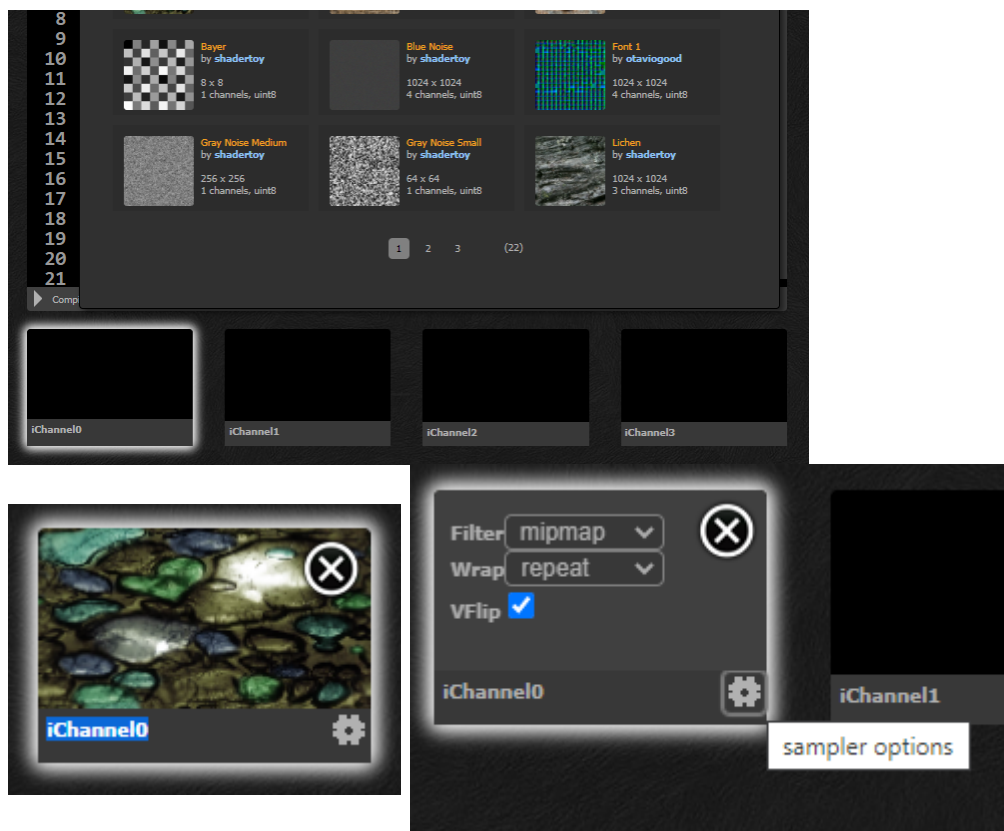 8
9
10
11
12
13
14
15
16
17
18
19
20
21
Bayer
by shadertoy
8 x 8
1 channels, uint8
Blue Noise
by shadertoy
1024 x 1024
4 channels, uint8
Font 1
by otaviogood
1024 x 1024
4 channels, uint8
Gray Noise Medium
by shadertoy
256 x 256
1 channels, uint8
Gray Noise Small
by shadertoy
64 x 64
1 channels, uint8
Lichen
by shadertoy
1024 x 1024
3 channels, uint8
1 2 3 (22)
Compi
iChannel0
iChannel1
iChannel2
iChannel3
iChannel0
Filter mipmap
Wrap repeat
VFlip
iChannel0
iChannel1
sampler options